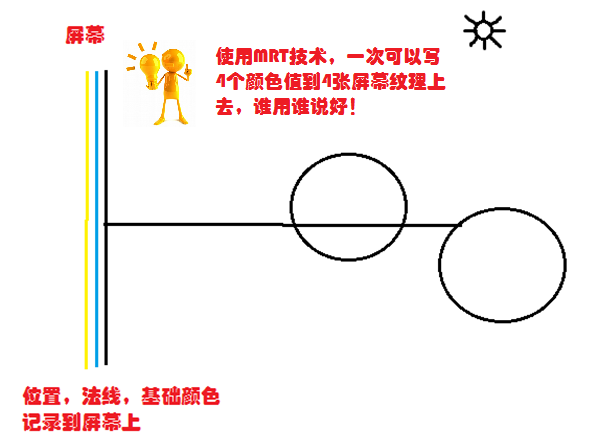 屏幕
使用MRT技术，一次可以写
4个颜色值到4张屏幕纹理上
去，谁用谁说好！
位置，法线，基础颜色
记录到屏幕上